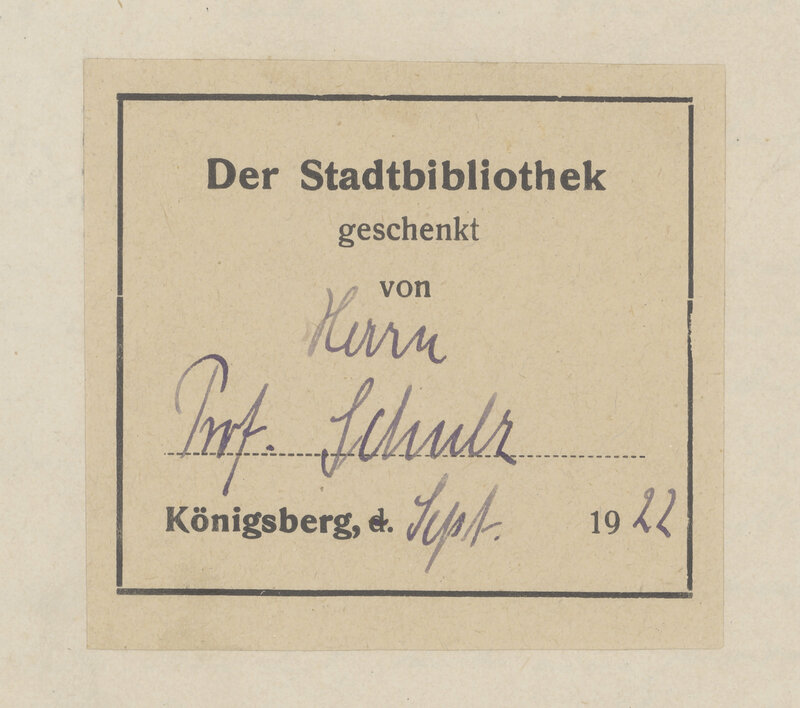 Der Stadtbibliothek
geschenkt
von
Herrn
Prof. Schulz
Königsberg, d. Sept. 1922